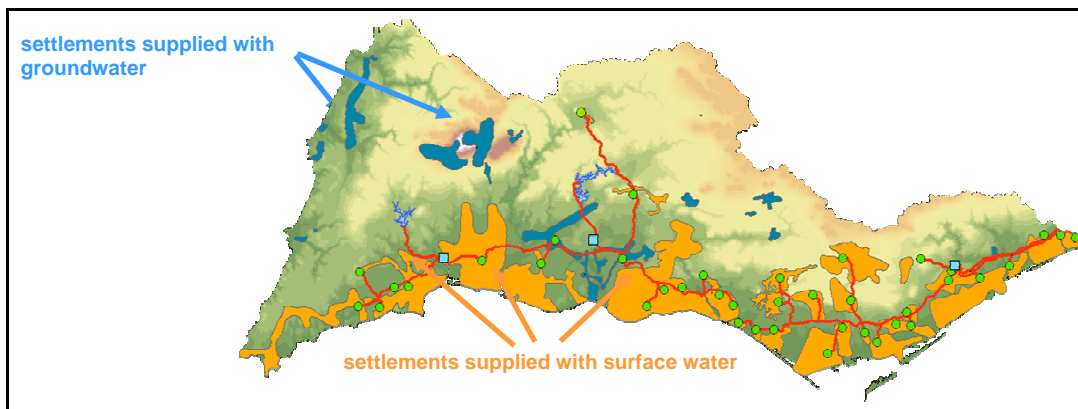 settlements supplied with
groundwater
settlements supplied with surface water